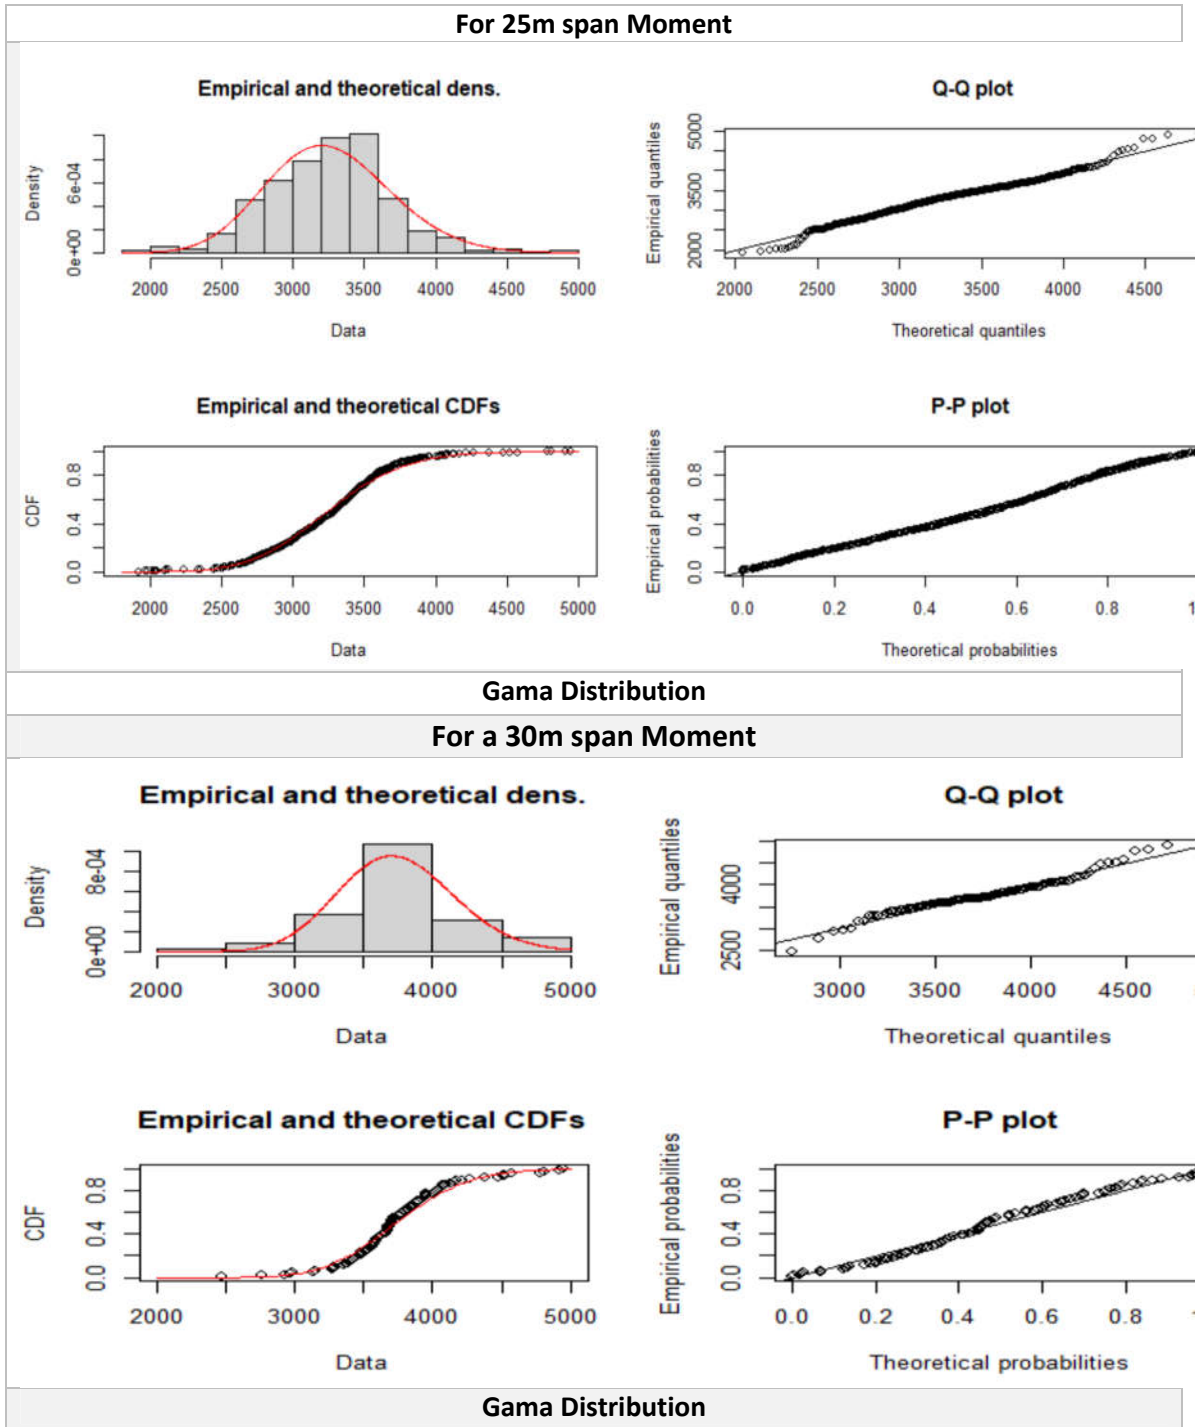 For 25m span Moment
Empirical and theoretical dens.
Density
0e+00 6e-04
2000 2500 3000 3500 4000 4500 5000
Data
Q-Q plot
Empirical quantiles
2000 3500 5000
2000 2500 3000 3500 4000 4500
Theoretical quantiles
Empirical and theoretical CDFs
CDF
0.0 0.4 0.8
2000 2500 3000 3500 4000 4500 5000
Data
P-P plot
Empirical probabilities
0.0 0.4 0.8
0.0 0.2 0.4 0.6 0.8 1
Theoretical probabilities
Gama Distribution
For a 30m span Moment
Empirical and theoretical dens.
Density
0e+00 8e-04
2000 3000 4000 5000
Data
Q-Q plot
Empirical quantiles
2500 4000
3000 3500 4000 4500
Theoretical quantiles
Empirical and theoretical CDFs
CDF
0.0 0.4 0.8
2000 3000 4000 5000
Data
P-P plot
Empirical probabilities
0.0 0.4 0.8
0.0 0.2 0.4 0.6 0.8
Theoretical probabilities
Gama Distribution